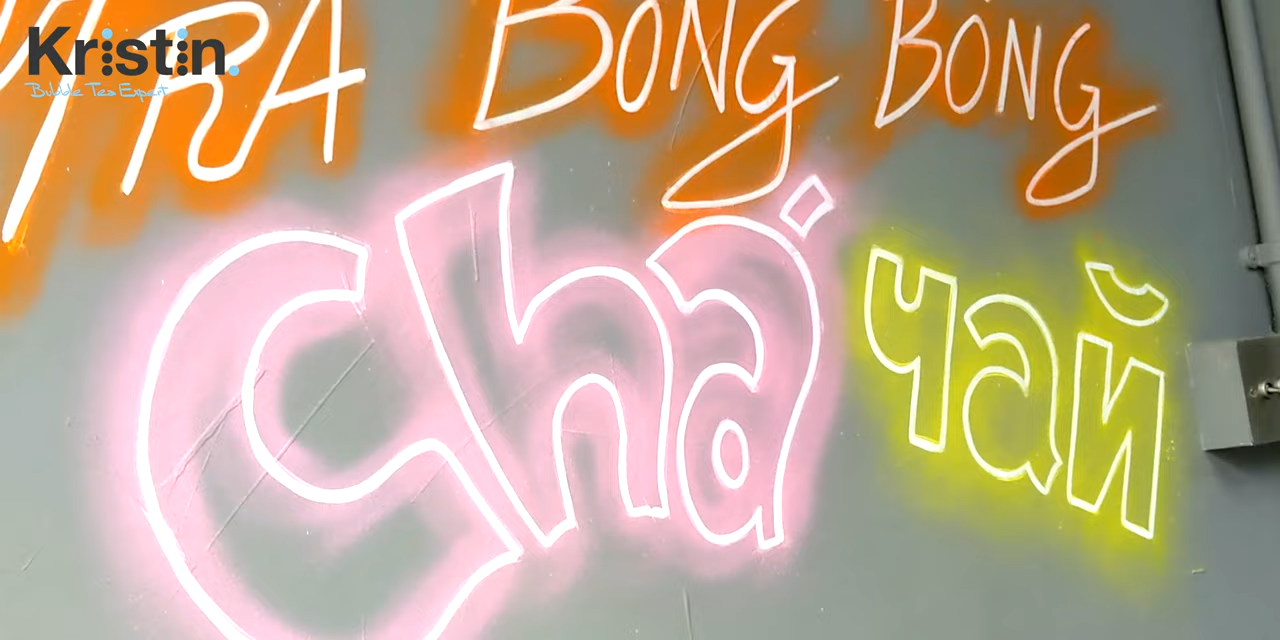 Kristin.
Bubble Tea Expert
TRA BONG BONG
chá чай